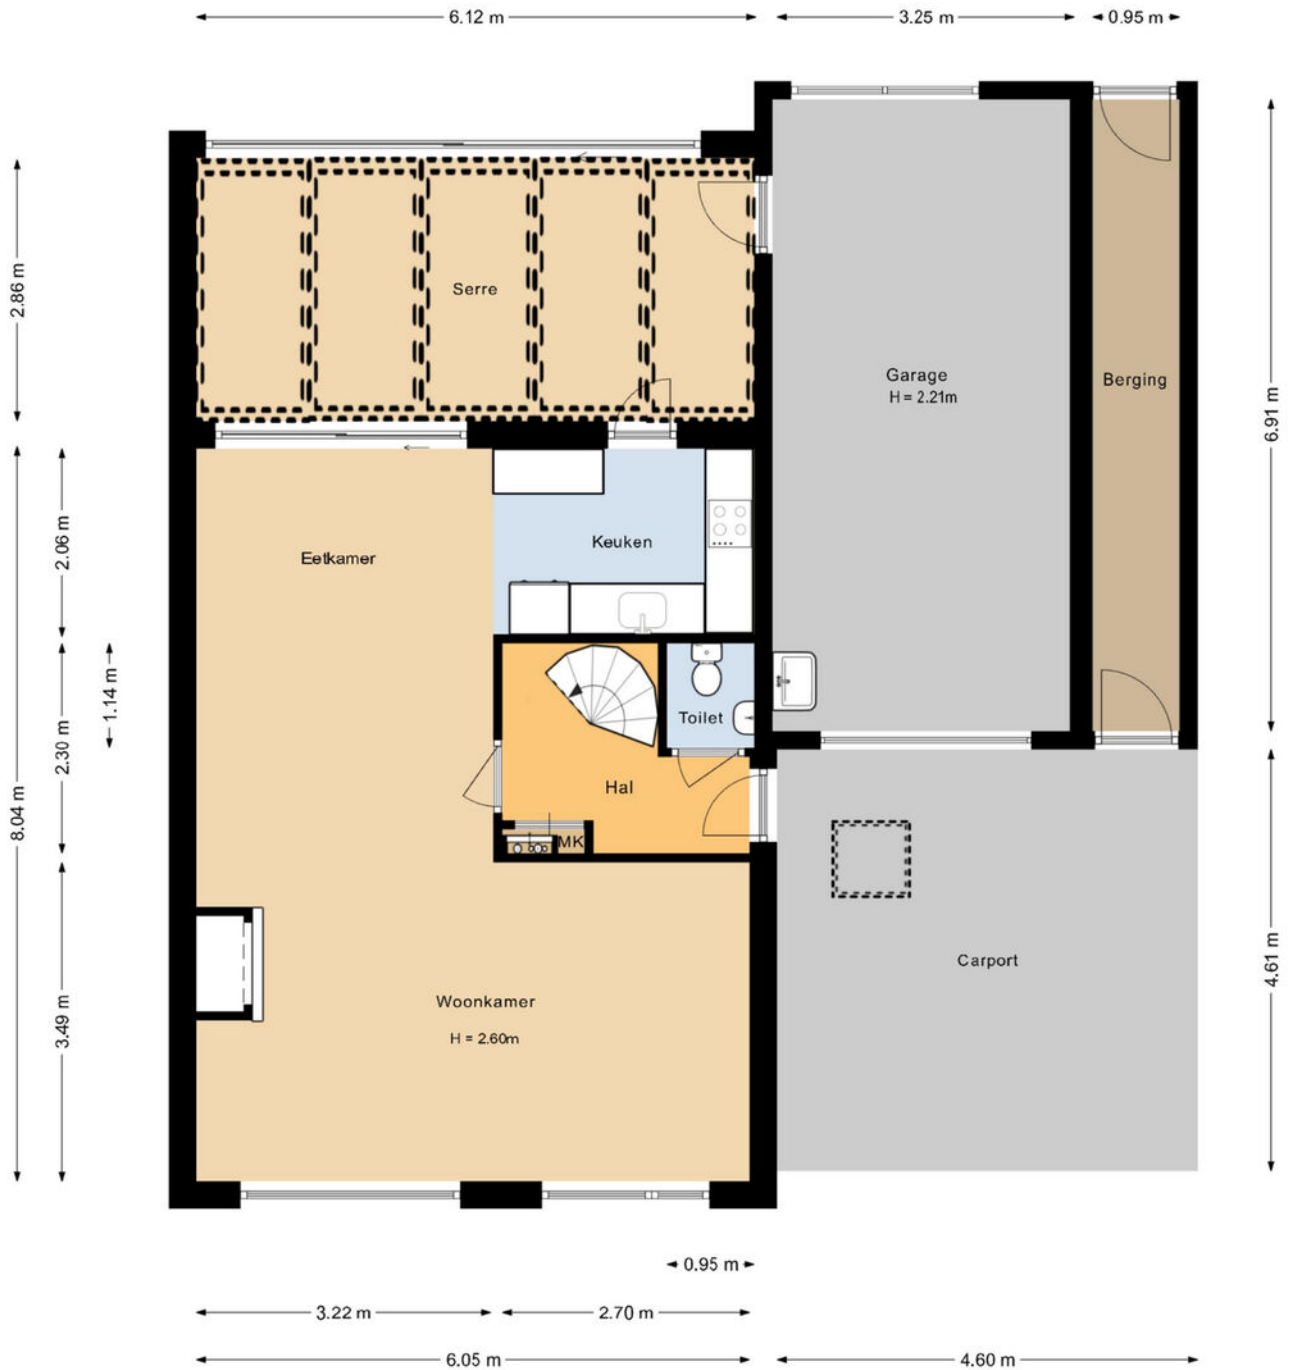 6.12 m
3.25 m
0.95 m
2.86 m
Serre
Garage
H = 2.21m
Berging
6.91 m
8.04 m
2.06 m
Eetkamer
Keuken
1.14 m
2.30 m
Toilet
Hal
MK
3.49 m
Woonkamer
H = 2.60m
Carport
4.61 m
0.95 m
3.22 m
2.70 m
6.05 m
4.60 m